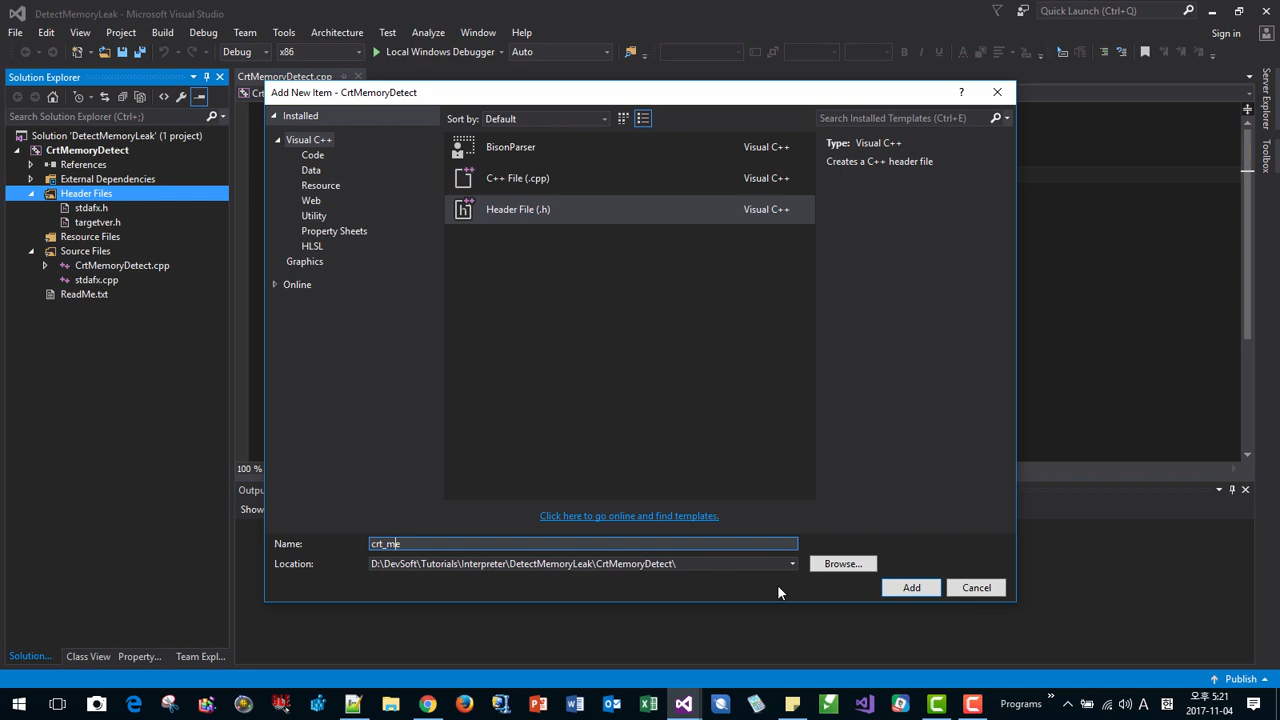 DetectMemoryLeak - Microsoft Visual Studio
Quick Launch (Ctrl+Q)
File Edit View Project Build Debug Team Tools Architecture Test Analyze Window Help
Sign in
Debug x86 Local Windows Debugger Auto
Solution Explorer
CrtMemoryDetect.cpp
Search Solution Explorer (Ctrl+;)
Solution 'DetectMemoryLeak' (1 project)
CrtMemoryDetect
References
External Dependencies
Header Files
stdafx.h
targetver.h
Resource Files
Source Files
CrtMemoryDetect.cpp
stdafx.cpp
ReadMe.txt
Add New Item - CrtMemoryDetect
?
Installed
Sort by: Default
Search Installed Templates (Ctrl+E)
Visual C++
Code
Data
Resource
Web
Utility
Property Sheets
HLSL
Graphics
Online
BisonParser Visual C++
C++ File (.cpp) Visual C++
Header File (.h) Visual C++
Type: Visual C++
Creates a C++ header file
Click here to go online and find templates.
Name: crt_me
Location: D:\DevSoft\Tutorials\Interpreter\DetectMemoryLeak\CrtMemoryDetect\
Browse...
Add Cancel
100 %
Outpu
Show
Server Explorer
Toolbox
Solution... Class View Property... Team Expl...
Publish
Programs
A
오후 5:21
2017-11-04